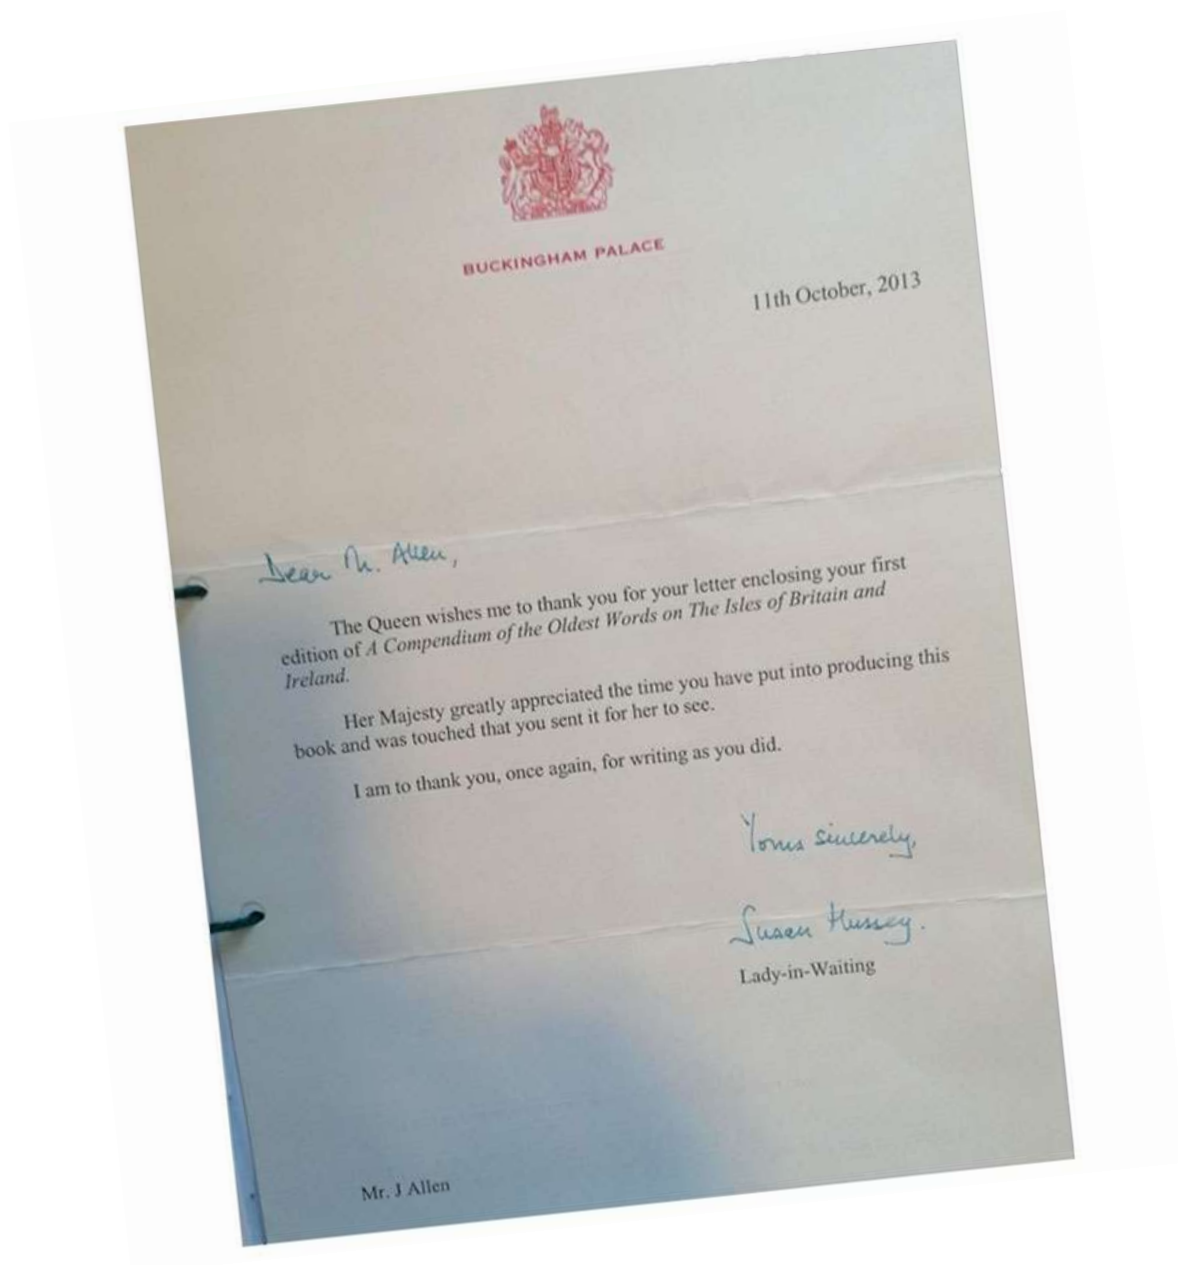 BUCKINGHAM PALACE
11th October, 2013
Dear Mr. Allen,
The Queen wishes me to thank you for your letter enclosing your first
edition of A Compendium of the Oldest Words on The Isles of Britain and
Ireland.
Her Majesty greatly appreciated the time you have put into producing this
book and was touched that you sent it for her to see.
I am to thank you, once again, for writing as you did.
Yours sincerely,
Susan Hussey.
Lady-in-Waiting
Mr. J Allen